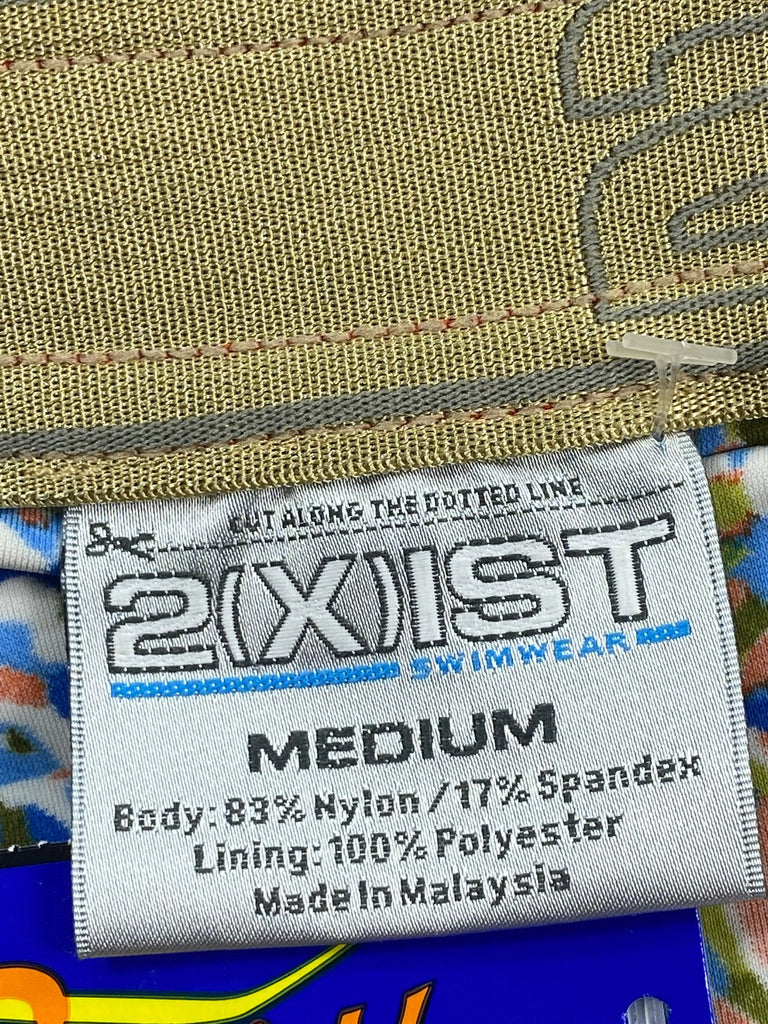 CUT ALONG THE DOTTED LINE
2(X)IST
SWIMWEAR
MEDIUM
Body: 83% Nylon / 17% Spandex
Lining: 100% Polyester
Made In Malaysia